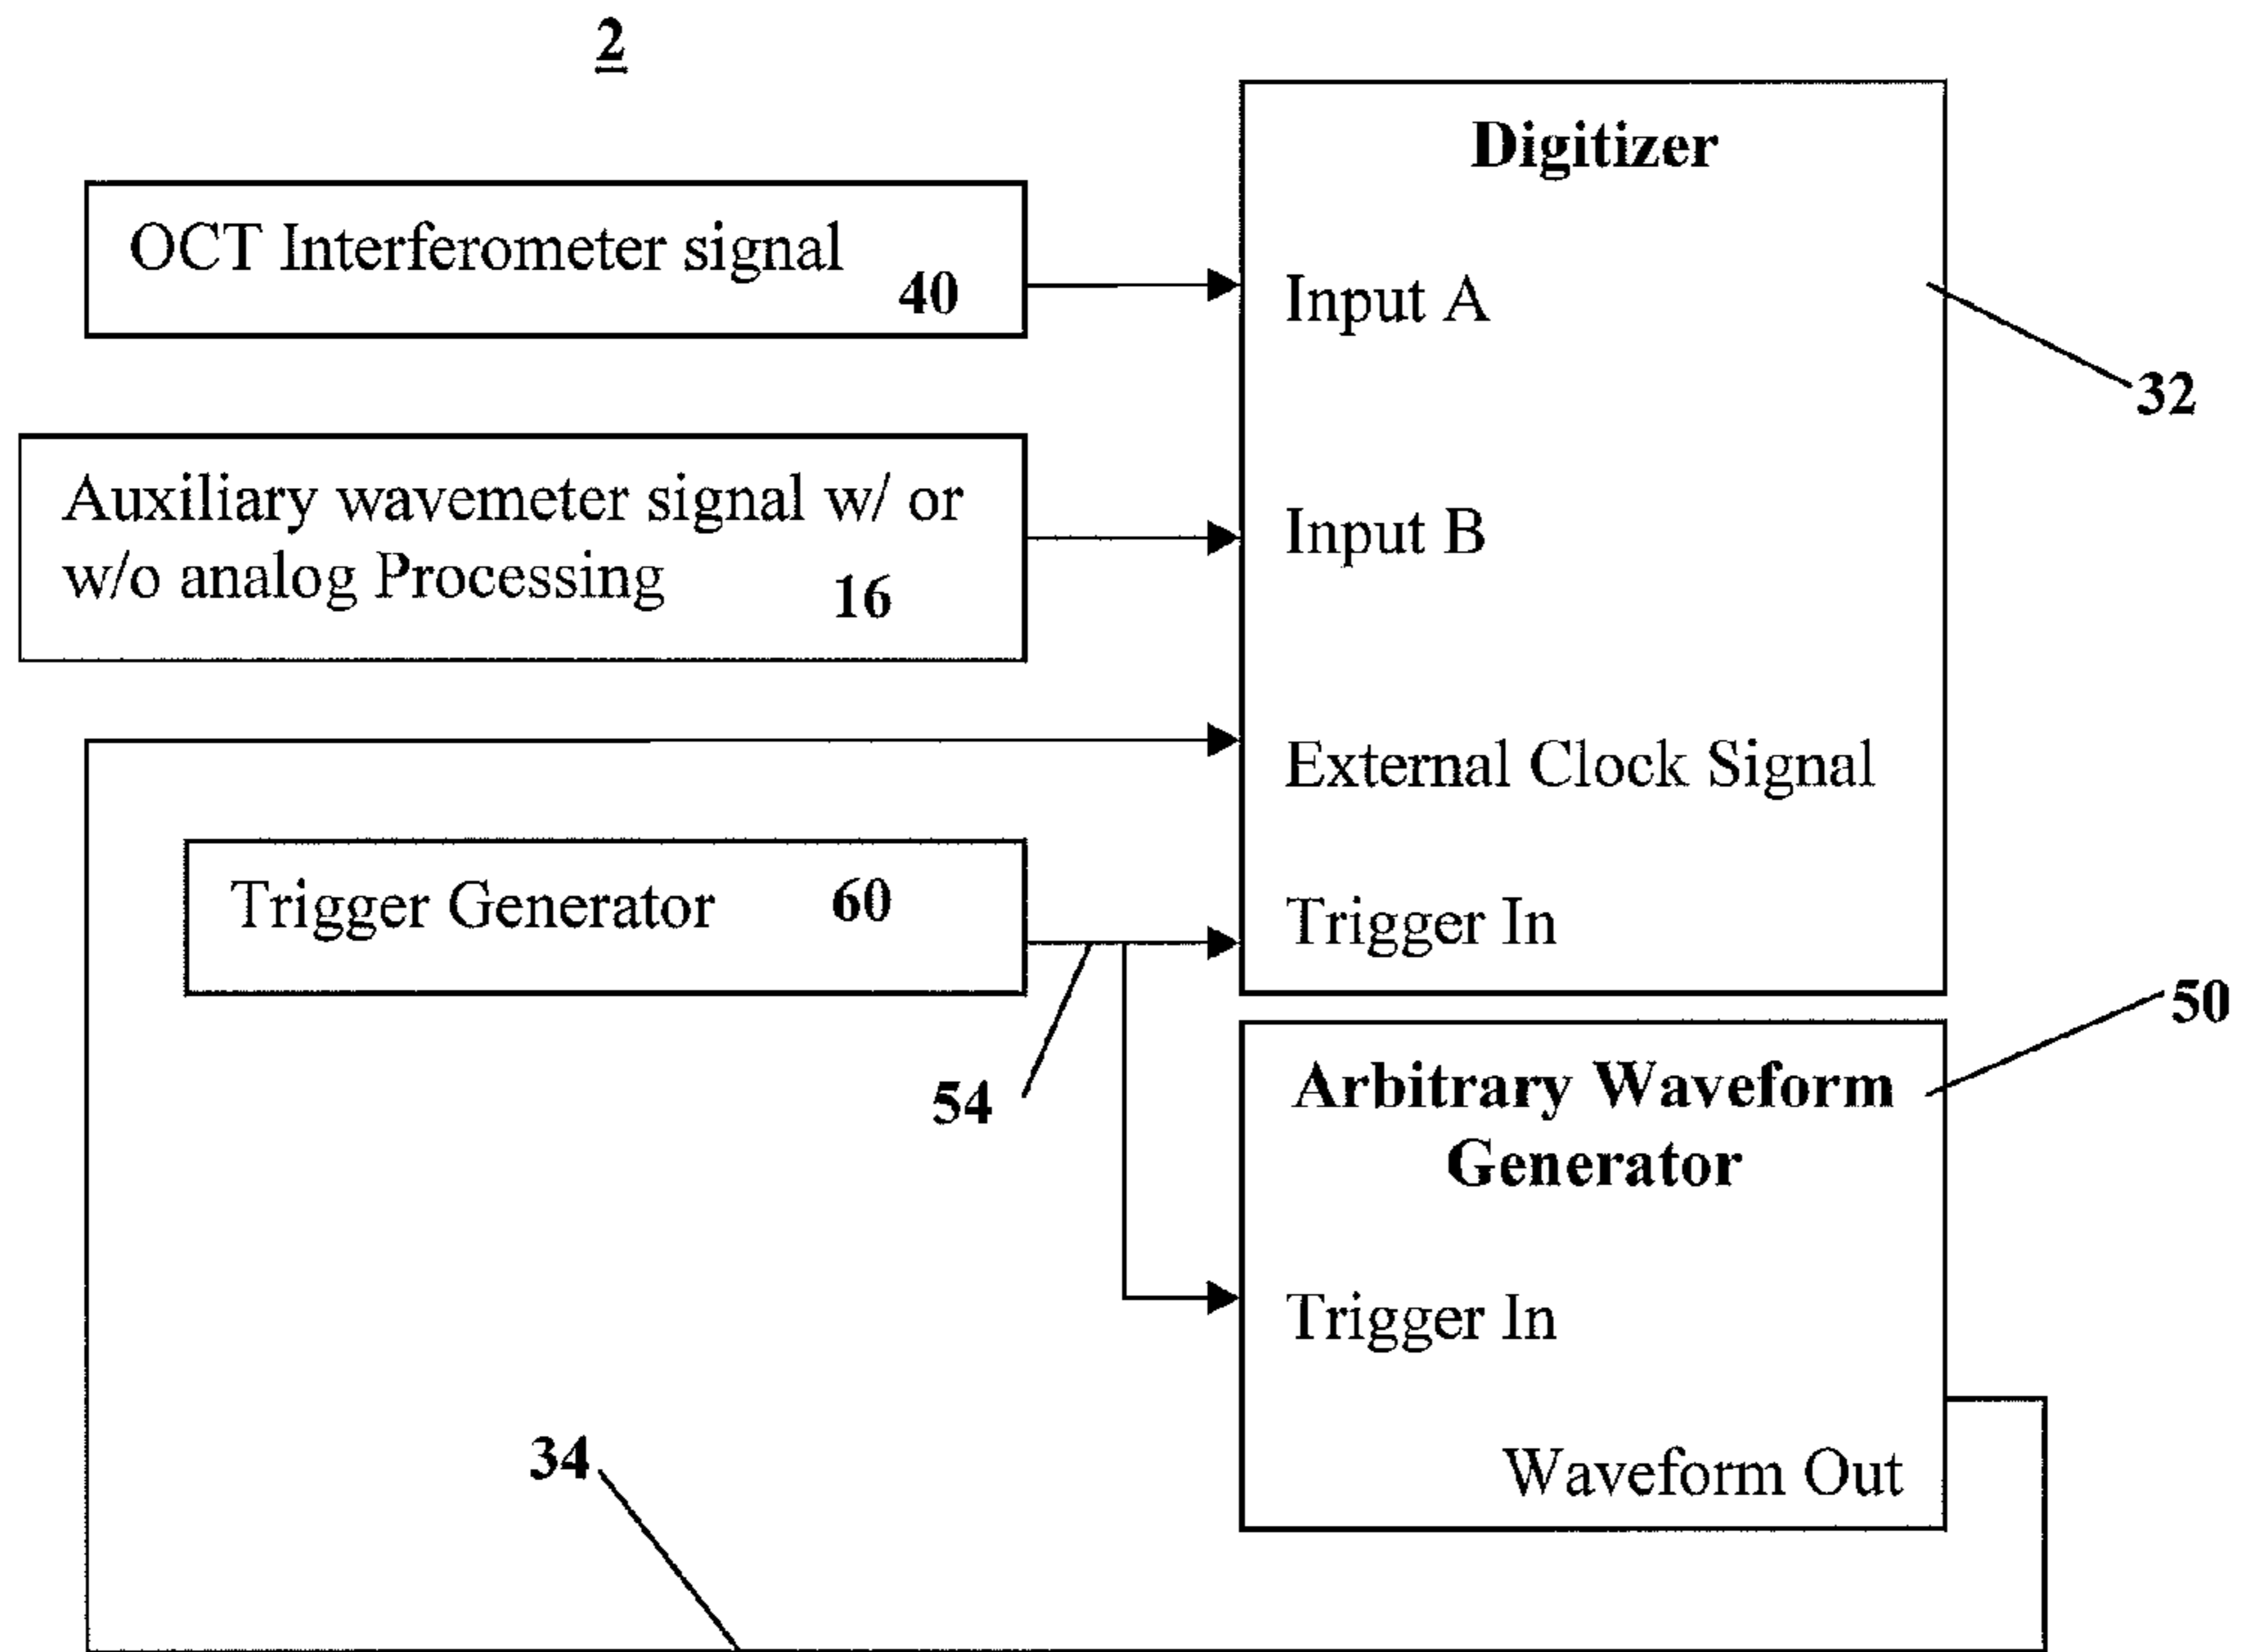 2
Digitizer
OCT Interferometer signal
40
Input A
32
Auxiliary wavemeter signal w/ or
w/o analog Processing
16
Input B
External Clock Signal
Trigger Generator
60
Trigger In
50
Arbitrary Waveform
Generator
54
Trigger In
34
Waveform Out